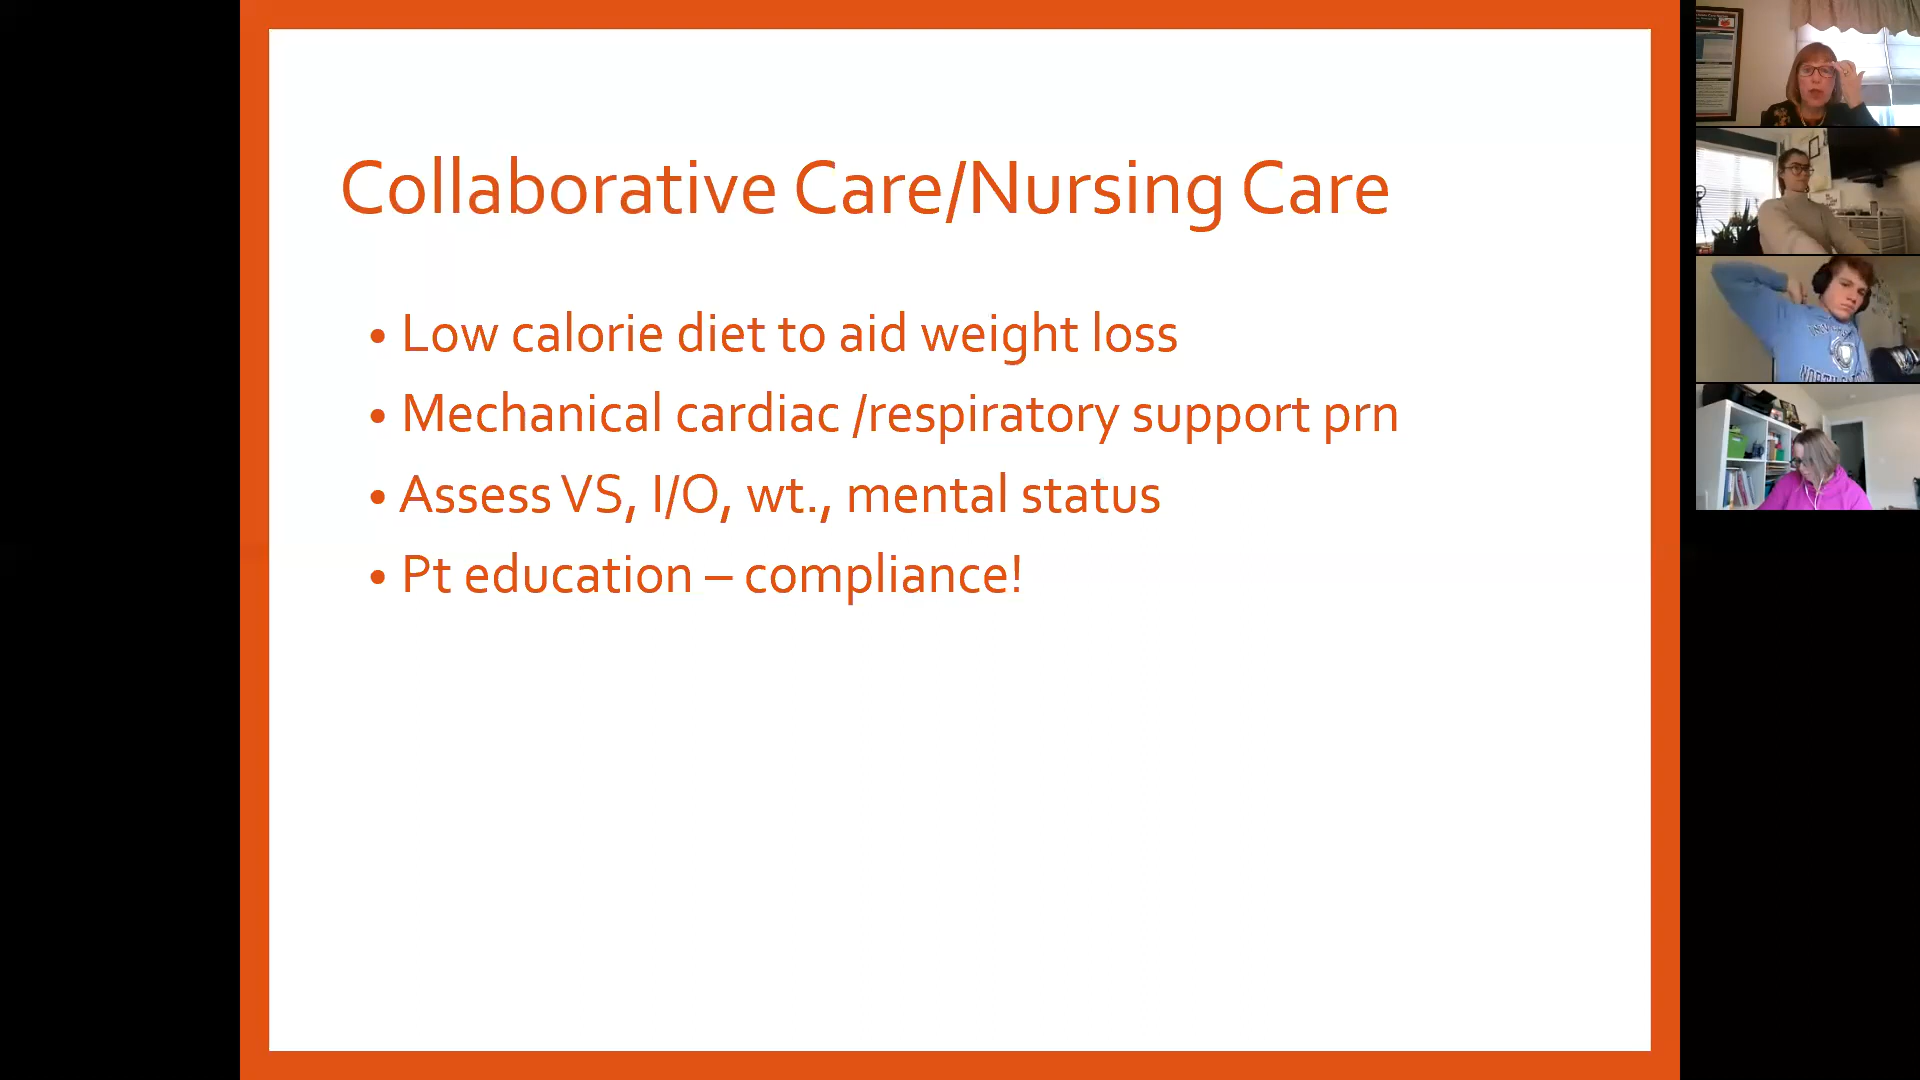 Collaborative Care/Nursing Care
• Low calorie diet to aid weight loss
• Mechanical cardiac /respiratory support prn
• Assess VS, I/O, wt., mental status
• Pt education – compliance!